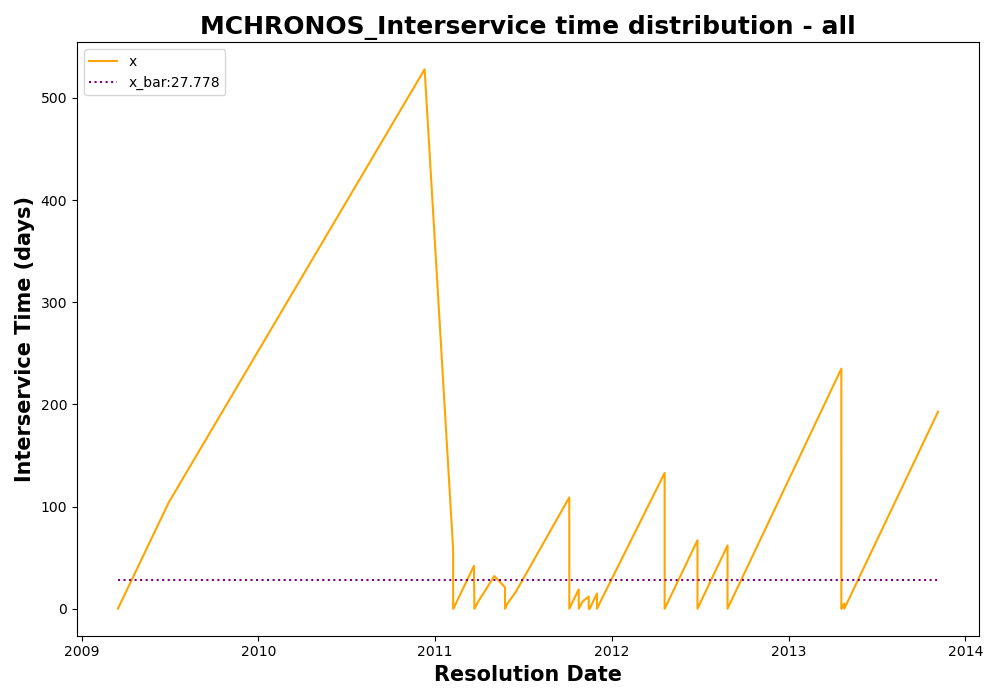 MCHRONOS_Interservice time distribution - all
x
x_bar:27.778
Interservice Time (days)
500
400
300
200
100
0
2009 2010 2011 2012 2013 2014
Resolution Date